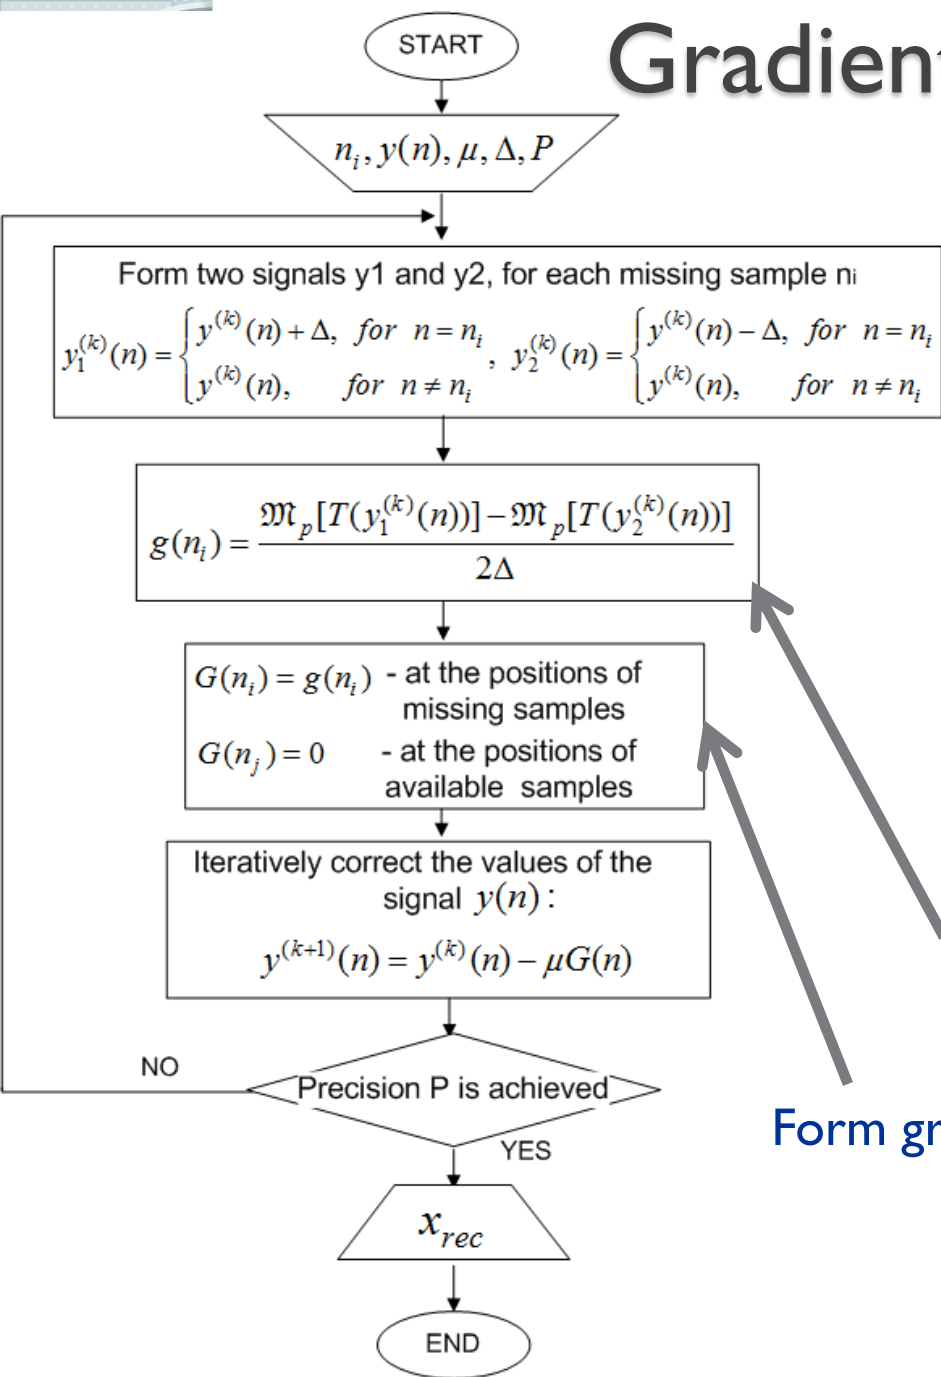 START
Gradient
n_i, y(n), μ, Δ, P
Form two signals y1 and y2, for each missing sample ni
y_1^{(k)}(n) = { y^{(k)}(n) + Δ, for n = n_i ; y^{(k)}(n), for n ≠ n_i , y_2^{(k)}(n) = { y^{(k)}(n) − Δ, for n = n_i ; y^{(k)}(n), for n ≠ n_i
g(n_i) = (𝔐_p[T(y_1^{(k)}(n))] − 𝔐_p[T(y_2^{(k)}(n))]) / 2Δ
G(n_i) = g(n_i) - at the positions of
missing samples
G(n_j) = 0 - at the positions of
available samples
Iteratively correct the values of the
signal y(n) :
y^{(k+1)}(n) = y^{(k)}(n) − μG(n)
NO
Precision P is achieved
Form gr
YES
x_rec
END